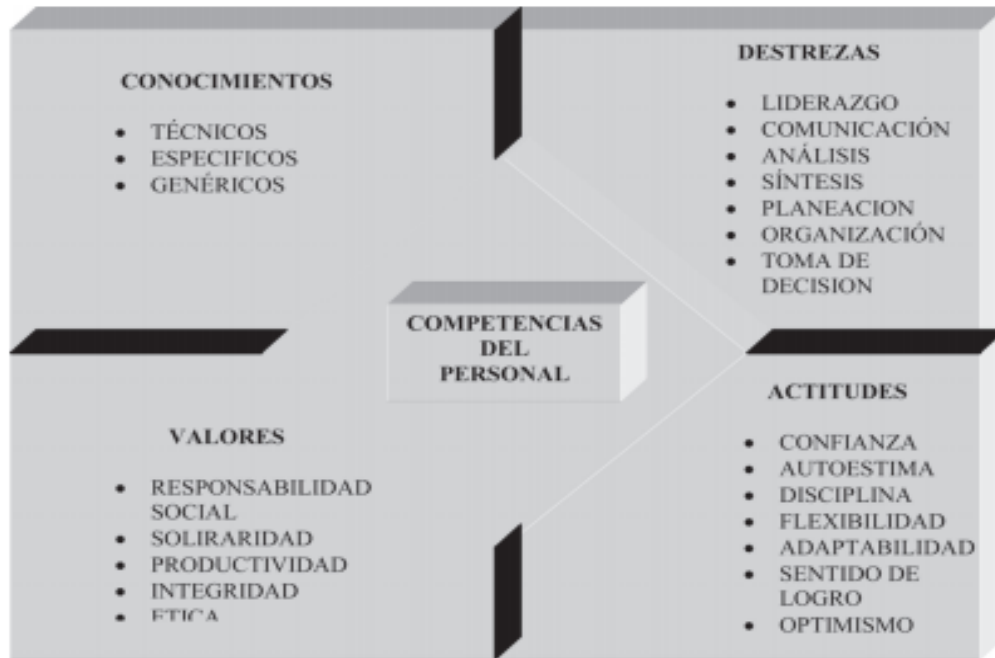 CONOCIMIENTOS
• TÉCNICOS
• ESPECIFICOS
• GENÉRICOS
DESTREZAS
• LIDERAZGO
• COMUNICACIÓN
• ANÁLISIS
• SÍNTESIS
• PLANEACION
• ORGANIZACIÓN
• TOMA DE
DECISION
COMPETENCIAS
DEL
PERSONAL
VALORES
• RESPONSABILIDAD
SOCIAL
• SOLIRARIDAD
• PRODUCTIVIDAD
• INTEGRIDAD
• ETICA
ACTITUDES
• CONFIANZA
• AUTOESTIMA
• DISCIPLINA
• FLEXIBILIDAD
• ADAPTABILIDAD
• SENTIDO DE
LOGRO
• OPTIMISMO